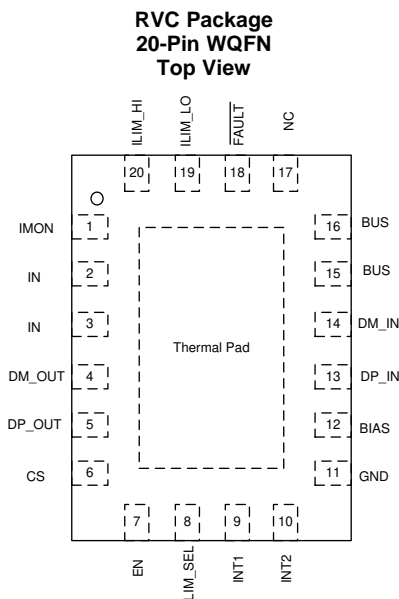 RVC Package
20-Pin WQFN
Top View
ILIM_HI
ILIM_LO
FAULT
NC
20
19
18
17
IMON
1
16
BUS
IN
2
15
BUS
IN
3
14
DM_IN
Thermal Pad
DM_OUT
4
13
DP_IN
DP_OUT
5
12
BIAS
CS
6
11
GND
7
8
9
10
EN
LIM_SEL
INT1
INT2